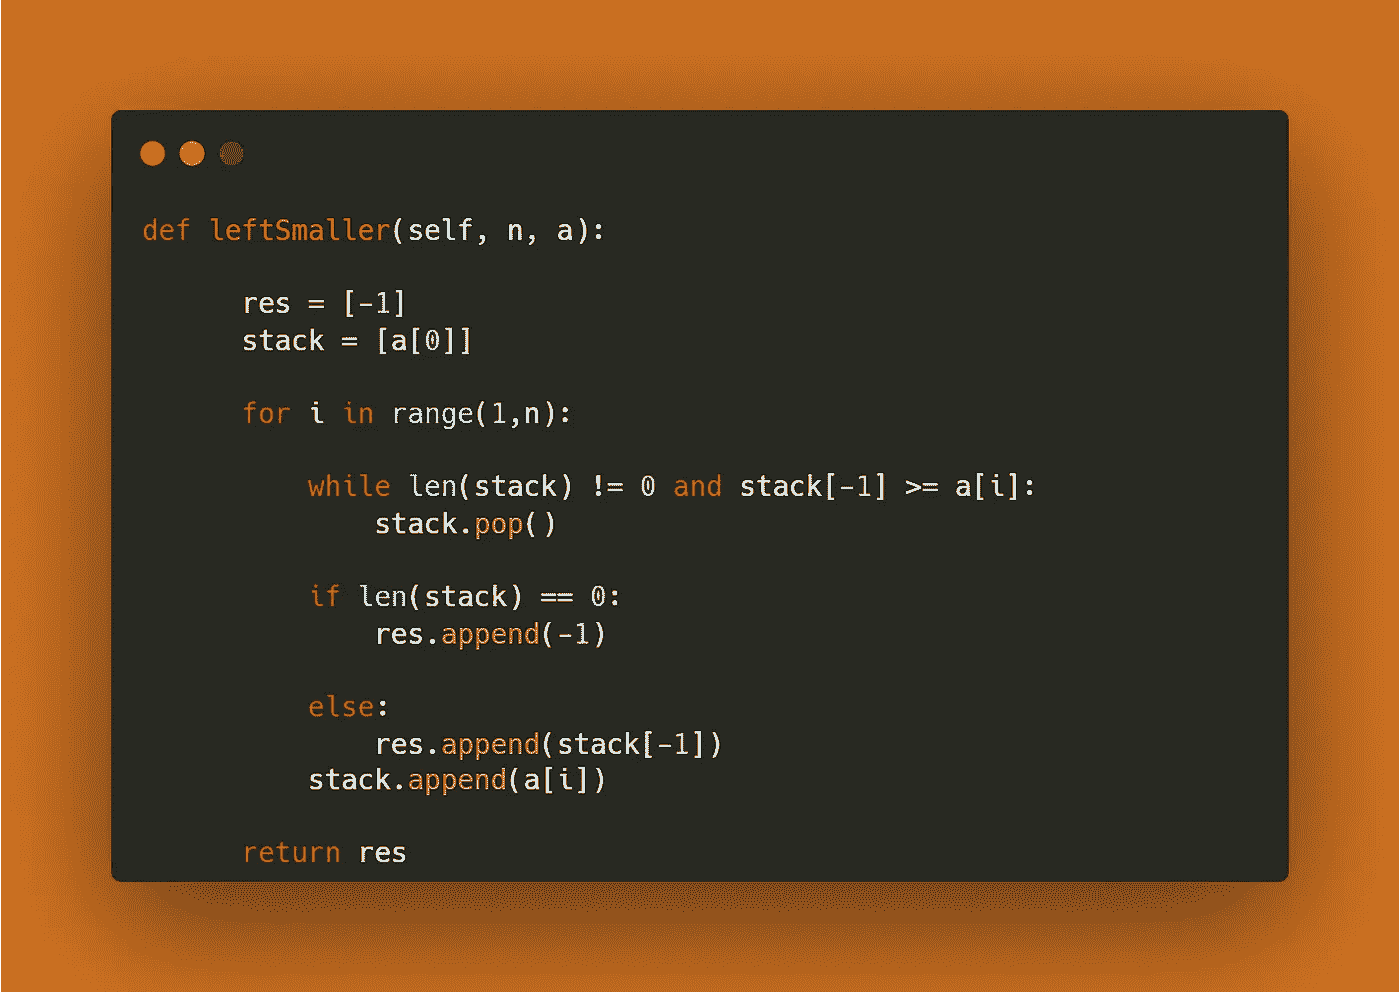 def leftSmaller(self, n, a):
res = [-1]
stack = [a[0]]
for i in range(1,n):
while len(stack) != 0 and stack[-1] >= a[i]:
stack.pop()
if len(stack) == 0:
res.append(-1)
else:
res.append(stack[-1])
stack.append(a[i])
return res